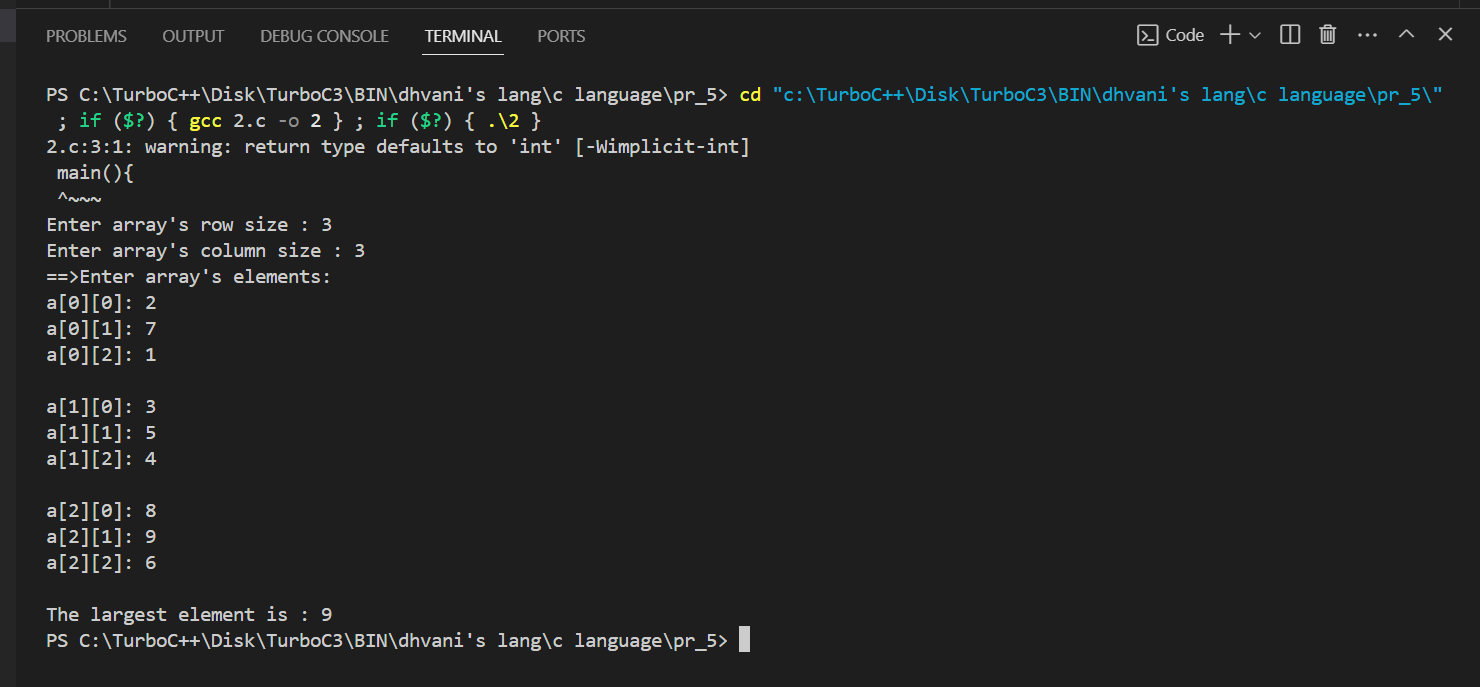 PROBLEMS OUTPUT DEBUG CONSOLE TERMINAL PORTS Code
PS C:\TurboC++\Disk\TurboC3\BIN\dhvani's lang\c language\pr_5> cd "c:\TurboC++\Disk\TurboC3\BIN\dhvani's lang\c language\pr_5\"
 ; if ($?) { gcc 2.c -o 2 } ; if ($?) { .\2 }
2.c:3:1: warning: return type defaults to 'int' [-Wimplicit-int]
 main(){
 ^~~~
Enter array's row size : 3
Enter array's column size : 3
==>Enter array's elements:
a[0][0]: 2
a[0][1]: 7
a[0][2]: 1
a[1][0]: 3
a[1][1]: 5
a[1][2]: 4
a[2][0]: 8
a[2][1]: 9
a[2][2]: 6
The largest element is : 9
PS C:\TurboC++\Disk\TurboC3\BIN\dhvani's lang\c language\pr_5>